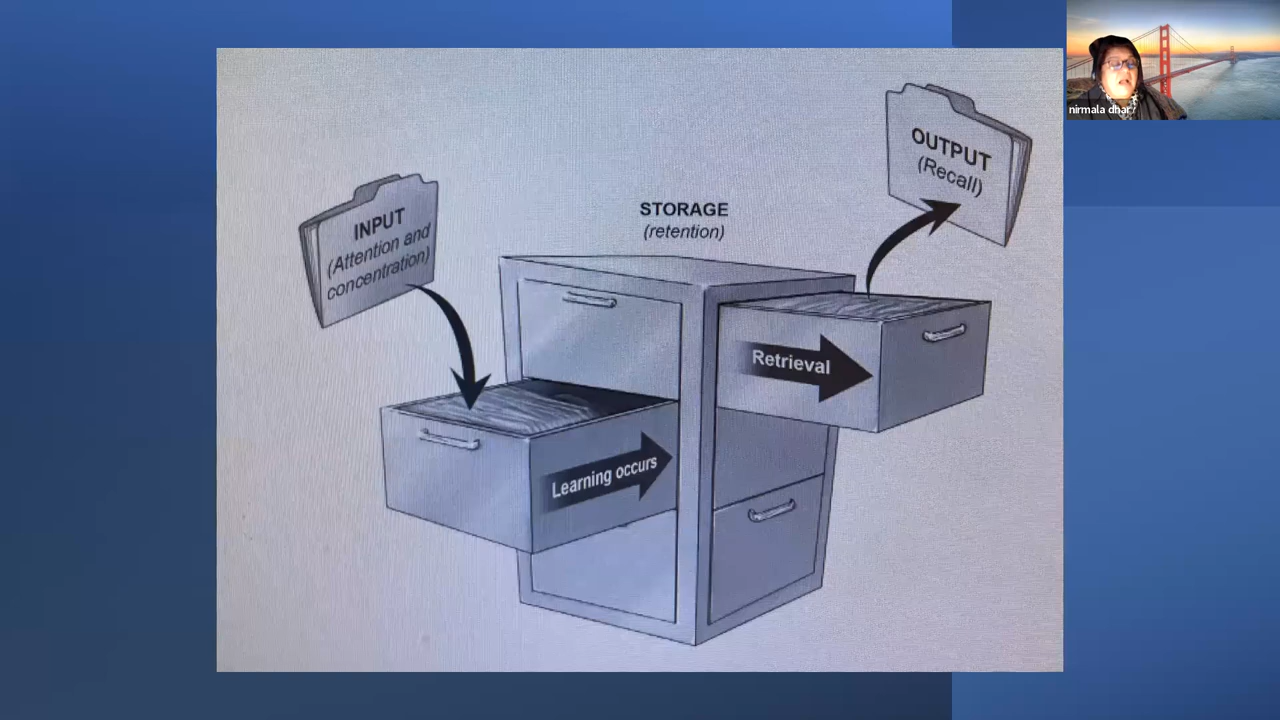 INPUT
(Attention and
concentration)
STORAGE
(retention)
OUTPUT
(Recall)
Retrieval
Learning occurs
nirmala dhar